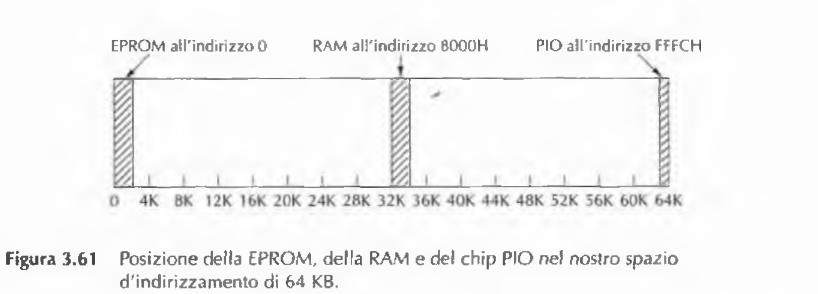 EPROM all'indirizzo 0 RAM all'indirizzo 8000H PIO all'indirizzo FFFCH
0 4K 8K 12K 16K 20K 24K 28K 32K 36K 40K 44K 48K 52K 56K 60K 64K
Figura 3.61 Posizione della EPROM, della RAM e del chip PIO nel nostro spazio
d'indirizzamento di 64 KB.